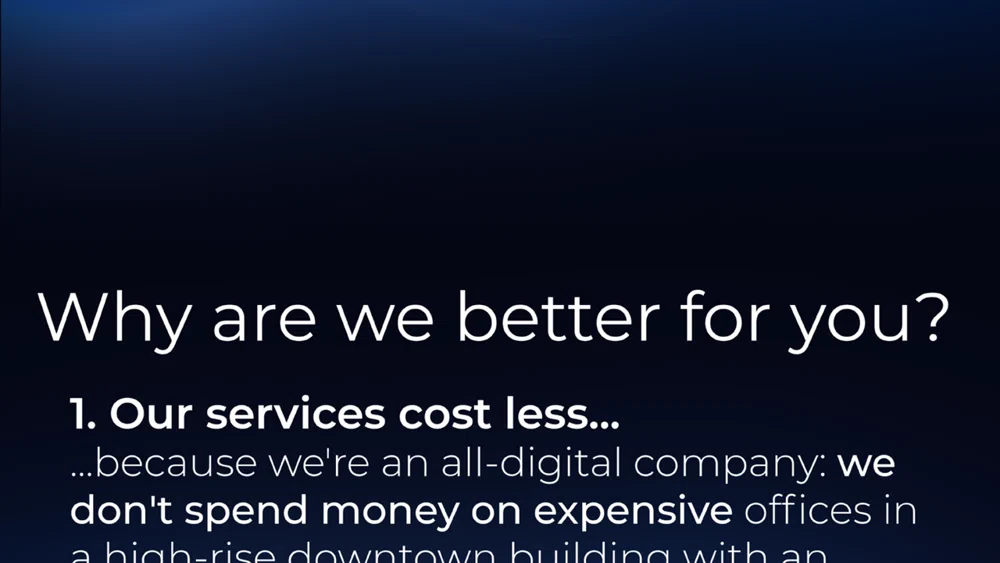 Why are we better for you?
1. Our services cost less...
...because we're an all-digital company: we
don't spend money on expensive offices in
a high-rise downtown building with an